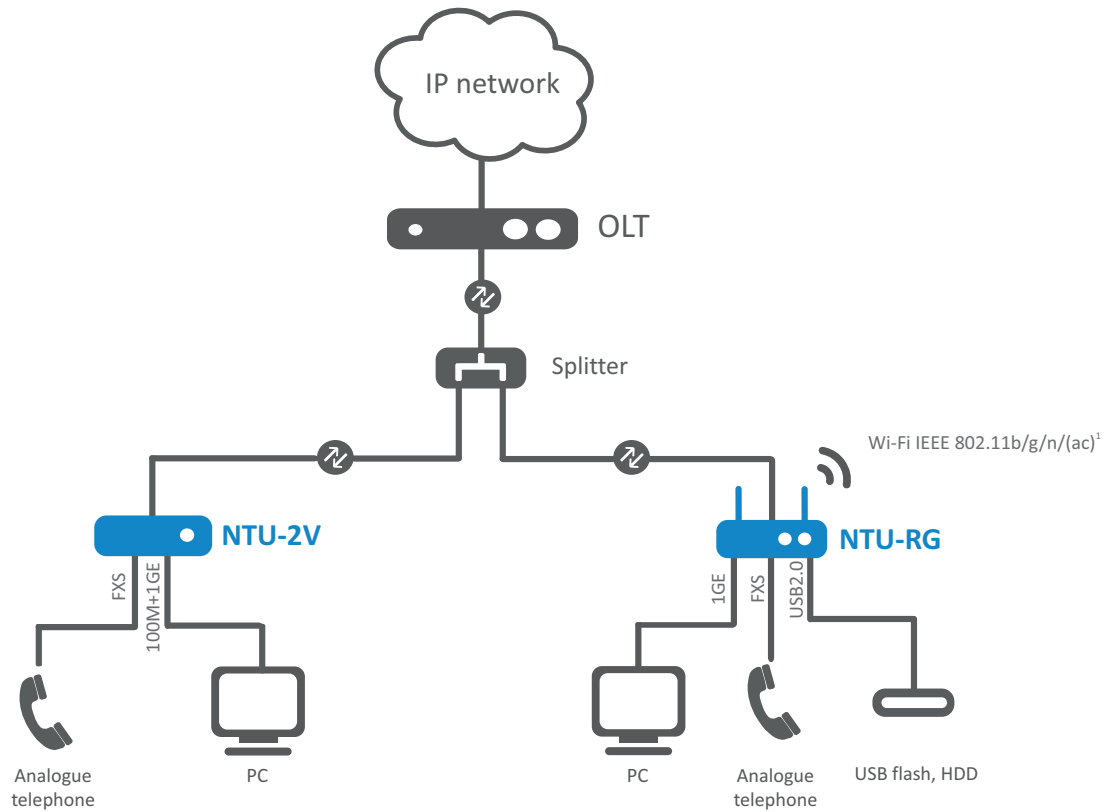 IP network
OLT
Splitter
Wi-Fi IEEE 802.11b/g/n/(ac)¹
NTU-2V
NTU-RG
FXS
100M+1GE
1GE
FXS
USB2.0
Analogue
telephone
PC
PC
Analogue
telephone
USB flash, HDD